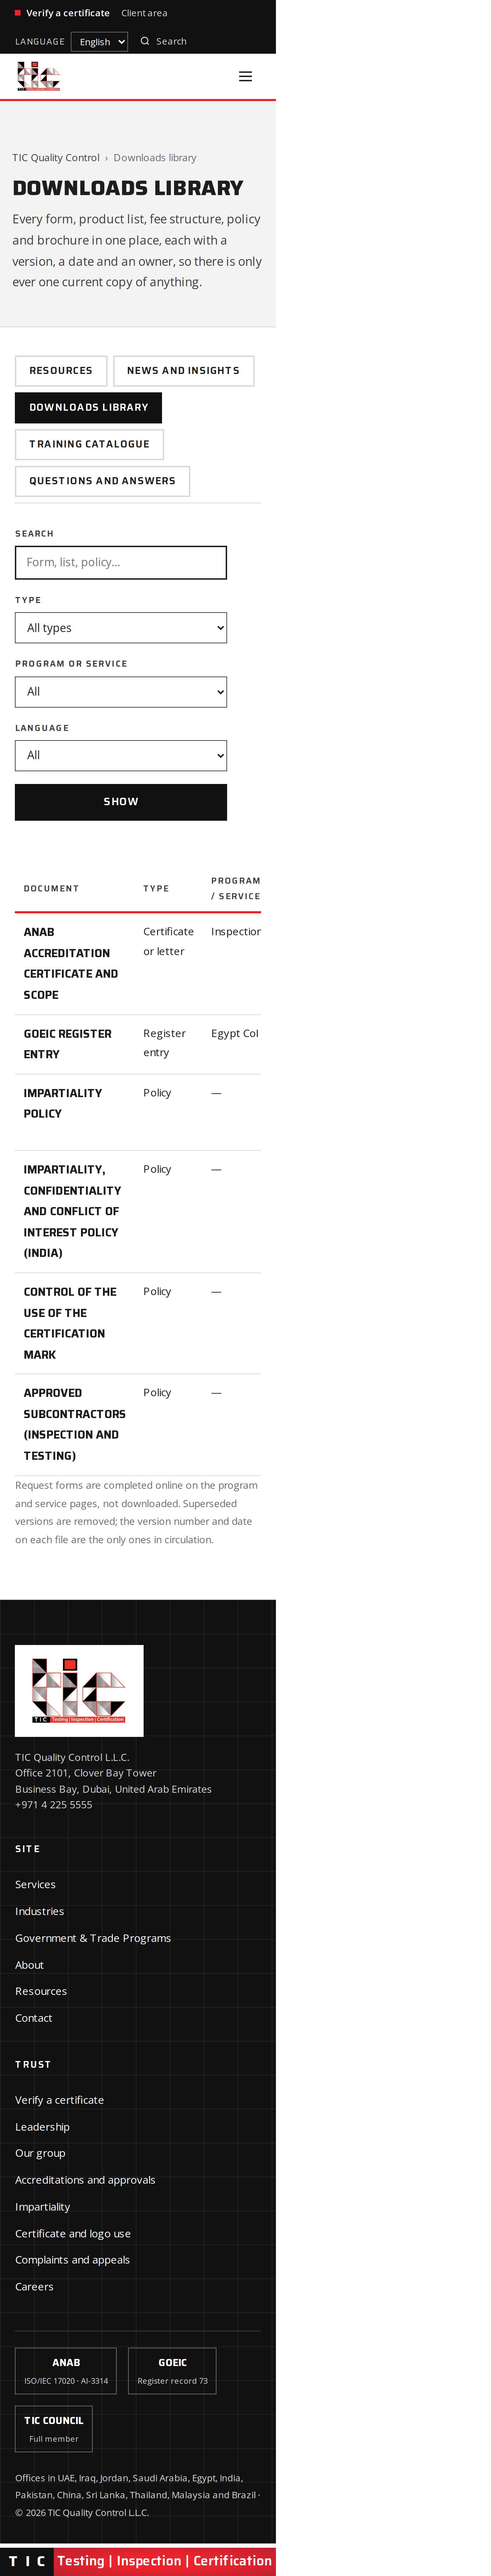 Verify a certificate Client area
LANGUAGE English Search
tic
TIC Quality Control › Downloads library
DOWNLOADS LIBRARY
Every form, product list, fee structure, policy
and brochure in one place, each with a
version, a date and an owner, so there is only
ever one current copy of anything.
RESOURCES NEWS AND INSIGHTS
DOWNLOADS LIBRARY
TRAINING CATALOGUE
QUESTIONS AND ANSWERS
SEARCH
Form, list, policy...
TYPE
All types
PROGRAM OR SERVICE
All
LANGUAGE
All
SHOW
DOCUMENT TYPE PROGRAM
/ SERVICE
ANAB Certificate Inspection
ACCREDITATION or letter
CERTIFICATE AND
SCOPE
GOEIC REGISTER Register Egypt Col
ENTRY entry
IMPARTIALITY Policy —
POLICY
IMPARTIALITY, Policy —
CONFIDENTIALITY
AND CONFLICT OF
INTEREST POLICY
(INDIA)
CONTROL OF THE Policy —
USE OF THE
CERTIFICATION
MARK
APPROVED Policy —
SUBCONTRACTORS
(INSPECTION AND
TESTING)
Request forms are completed online on the program
and service pages, not downloaded. Superseded
versions are removed; the version number and date
on each file are the only ones in circulation.
tic
TIC Testing | Inspection | Certification
TIC Quality Control L.L.C.
Office 2101, Clover Bay Tower
Business Bay, Dubai, United Arab Emirates
+971 4 225 5555
SITE
Services
Industries
Government & Trade Programs
About
Resources
Contact
TRUST
Verify a certificate
Leadership
Our group
Accreditations and approvals
Impartiality
Certificate and logo use
Complaints and appeals
Careers
ANAB GOEIC
ISO/IEC 17020 · AI-3314 Register record 73
TIC COUNCIL
Full member
Offices in UAE, Iraq, Jordan, Saudi Arabia, Egypt, India,
Pakistan, China, Sri Lanka, Thailand, Malaysia and Brazil ·
© 2026 TIC Quality Control L.L.C.
TIC Testing | Inspection | Certification